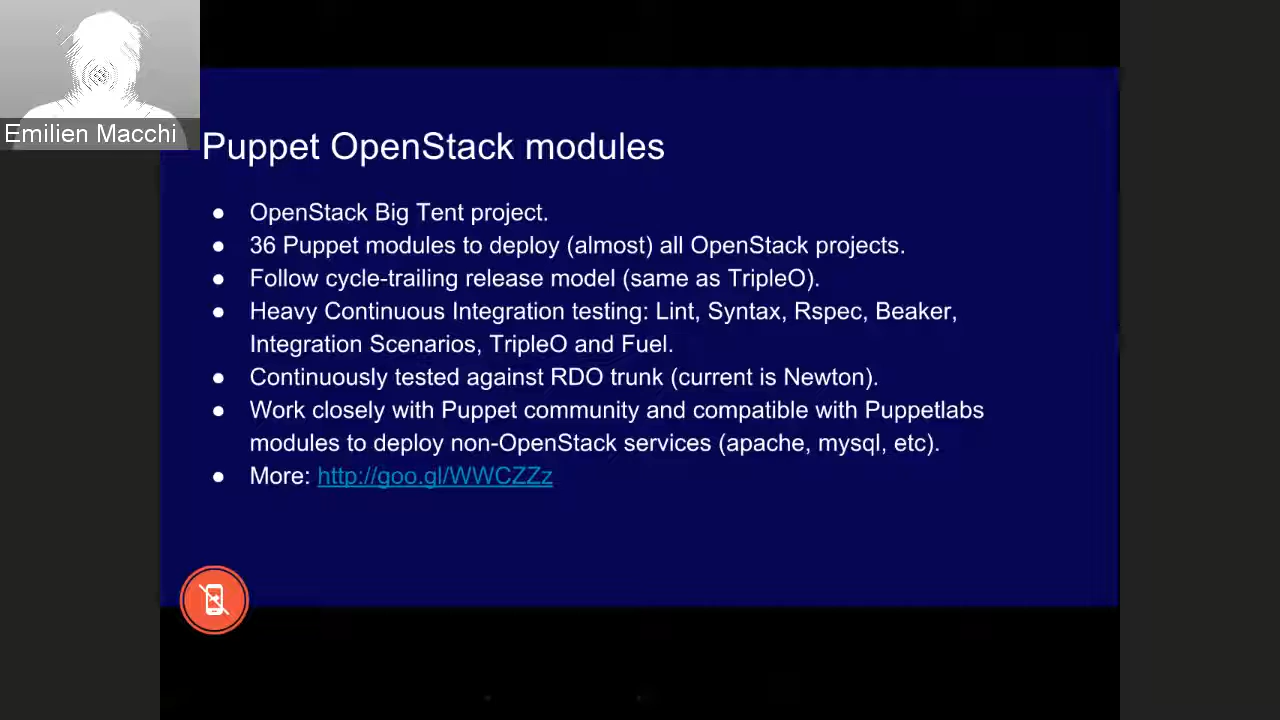 Emilien Macchi
Puppet OpenStack modules
● OpenStack Big Tent project.
● 36 Puppet modules to deploy (almost) all OpenStack projects.
● Follow cycle-trailing release model (same as TripleO).
● Heavy Continuous Integration testing: Lint, Syntax, Rspec, Beaker,
Integration Scenarios, TripleO and Fuel.
● Continuously tested against RDO trunk (current is Newton).
● Work closely with Puppet community and compatible with Puppetlabs
modules to deploy non-OpenStack services (apache, mysql, etc).
● More: http://goo.gl/WWCZZz